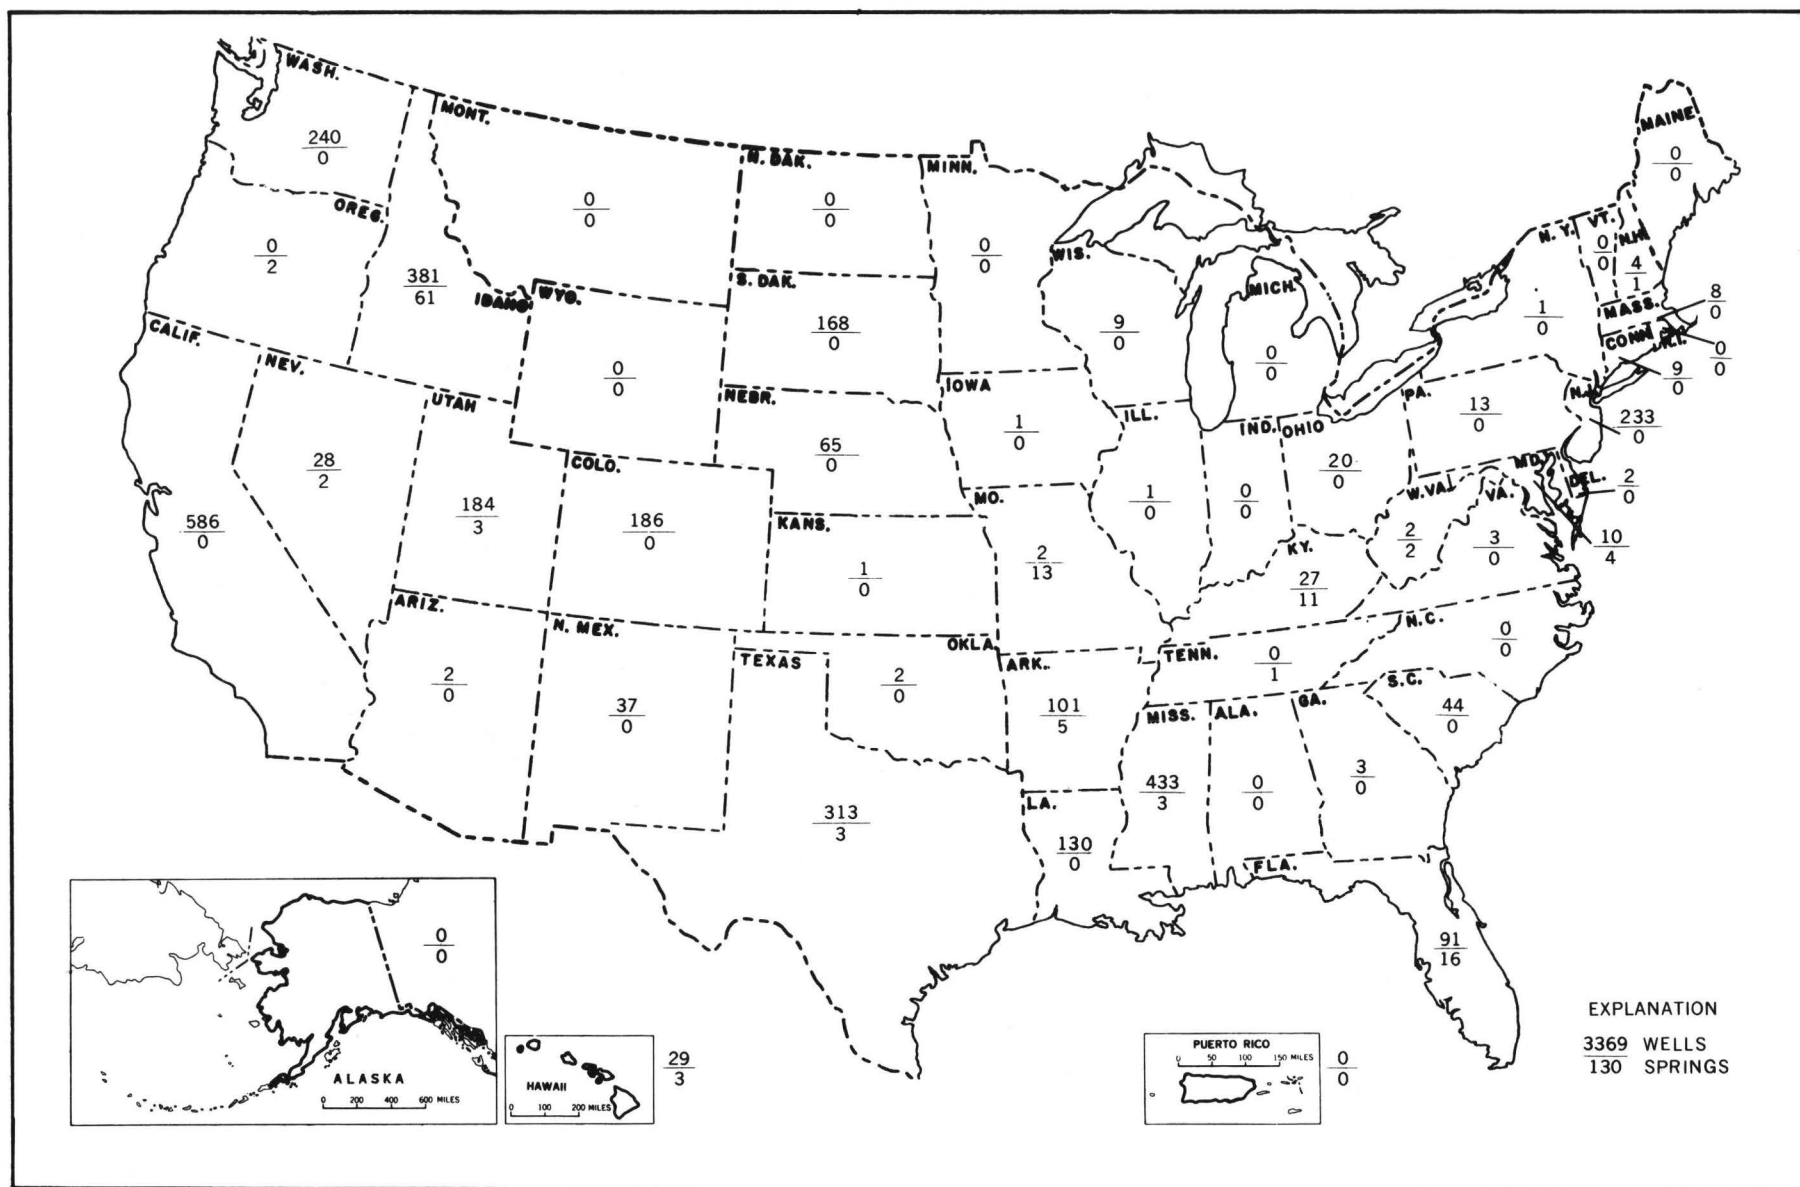 WASH.
240
0
MONT.
0
0
N. DAK.
0
0
MINN.
0
0
MAINE
0
0
OREG.
0
2
IDAHO
381
61
WYO.
0
0
S. DAK.
168
0
WIS.
9
0
MICH.
0
0
N. Y.
1
0
VT.
0
0
N.H.
4
1
MASS.
8
0
CONN.
9
0
R.I.
0
0
CALIF.
586
0
NEV.
28
2
UTAH
184
3
COLO.
186
0
NEBR.
65
0
IOWA
1
0
ILL.
1
0
IND.
0
0
OHIO
20
0
PA.
13
0
N.J.
233
0
MD.
10
4
DEL.
2
0
KANS.
1
0
MO.
2
13
KY.
27
11
W.VA.
2
2
VA.
3
0
ARIZ.
2
0
N. MEX.
37
0
TEXAS
313
3
OKLA.
2
0
ARK.
101
5
TENN.
0
1
N.C.
0
0
S.C.
44
0
MISS.
433
3
ALA.
0
0
GA.
3
0
LA.
130
0
FLA.
91
16
0
0
ALASKA
0 200 400 600 MILES
HAWAII
0 100 200 MILES
29
3
PUERTO RICO
0 50 100 150 MILES
0
0
EXPLANATION
3369 WELLS
130 SPRINGS